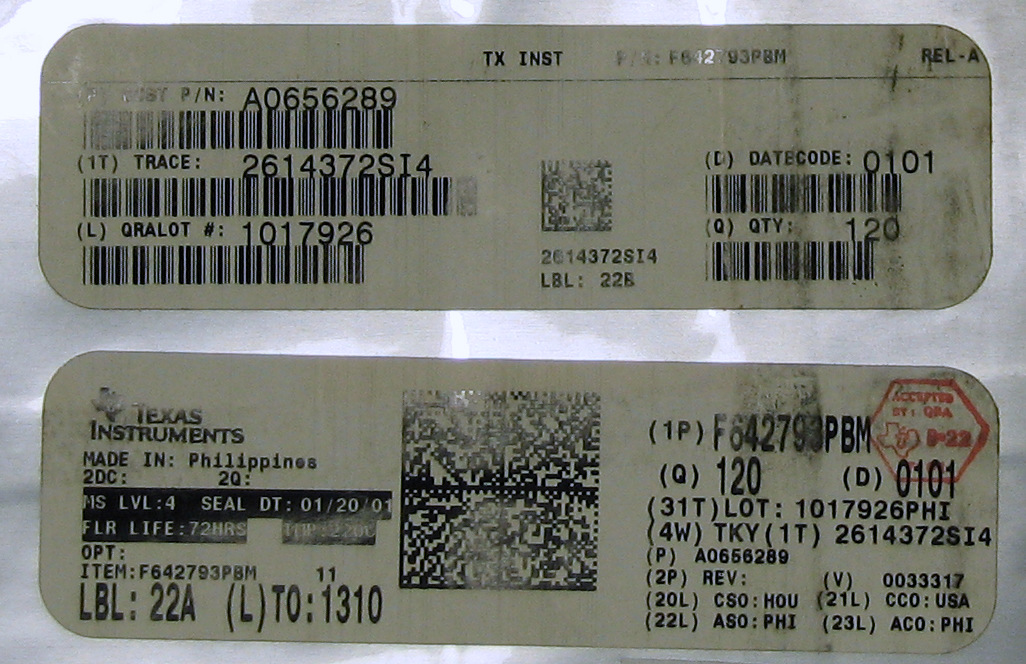 TX INST P/N: F642793PBM REL-A
(P) CUST P/N: A0656289
(1T) TRACE: 2614372SI4
(D) DATECODE: 0101
(L) QRALOT #: 1017926
(Q) QTY: 120
2614372SI4
LBL: 22B
TEXAS
INSTRUMENTS
MADE IN: Philippines
2DC: 2Q:
MS LVL:4 SEAL DT: 01/20/01
FLR LIFE:72HRS TMP:220C
OPT:
ITEM:F642793PBM 11
LBL: 22A (L)TO:1310
(1P) F642793PBM
ACCEPTED
BY: QRA
(Q) 120 (D) 0101
(31T)LOT: 1017926PHI
(4W) TKY(1T) 2614372SI4
(P) A0656289
(2P) REV: (V) 0033317
(20L) CSO:HOU (21L) CCO:USA
(22L) ASO:PHI (23L) ACO:PHI